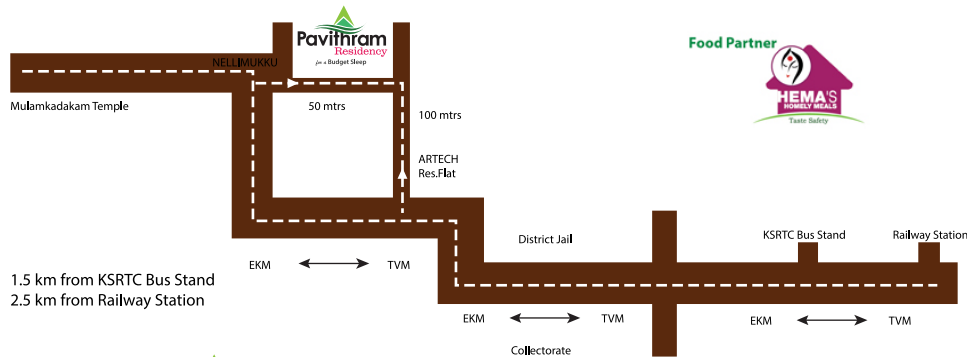 Pavithram
Residency
for a Budget Sleep
Food Partner
HEMA'S
HOMELY MEALS
Taste Safety
NELLIMUKKU
Mulamkadakam Temple
50 mtrs
100 mtrs
ARTECH
Res.Flat
District Jail
KSRTC Bus Stand
Railway Station
EKM
TVM
1.5 km from KSRTC Bus Stand
2.5 km from Railway Station
EKM
TVM
EKM
TVM
Collectorate